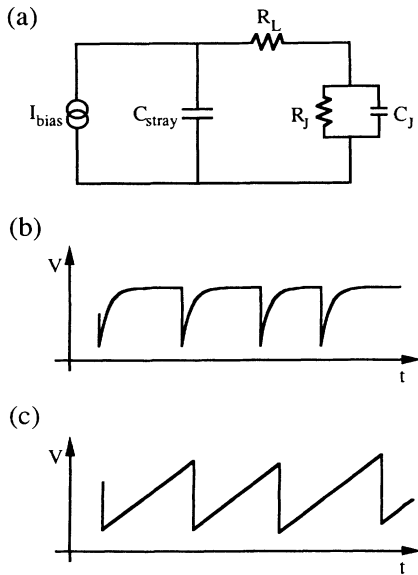 (a)
R_L
I_bias
C_stray
R_J
C_J
(b)
V
t
(c)
V
t